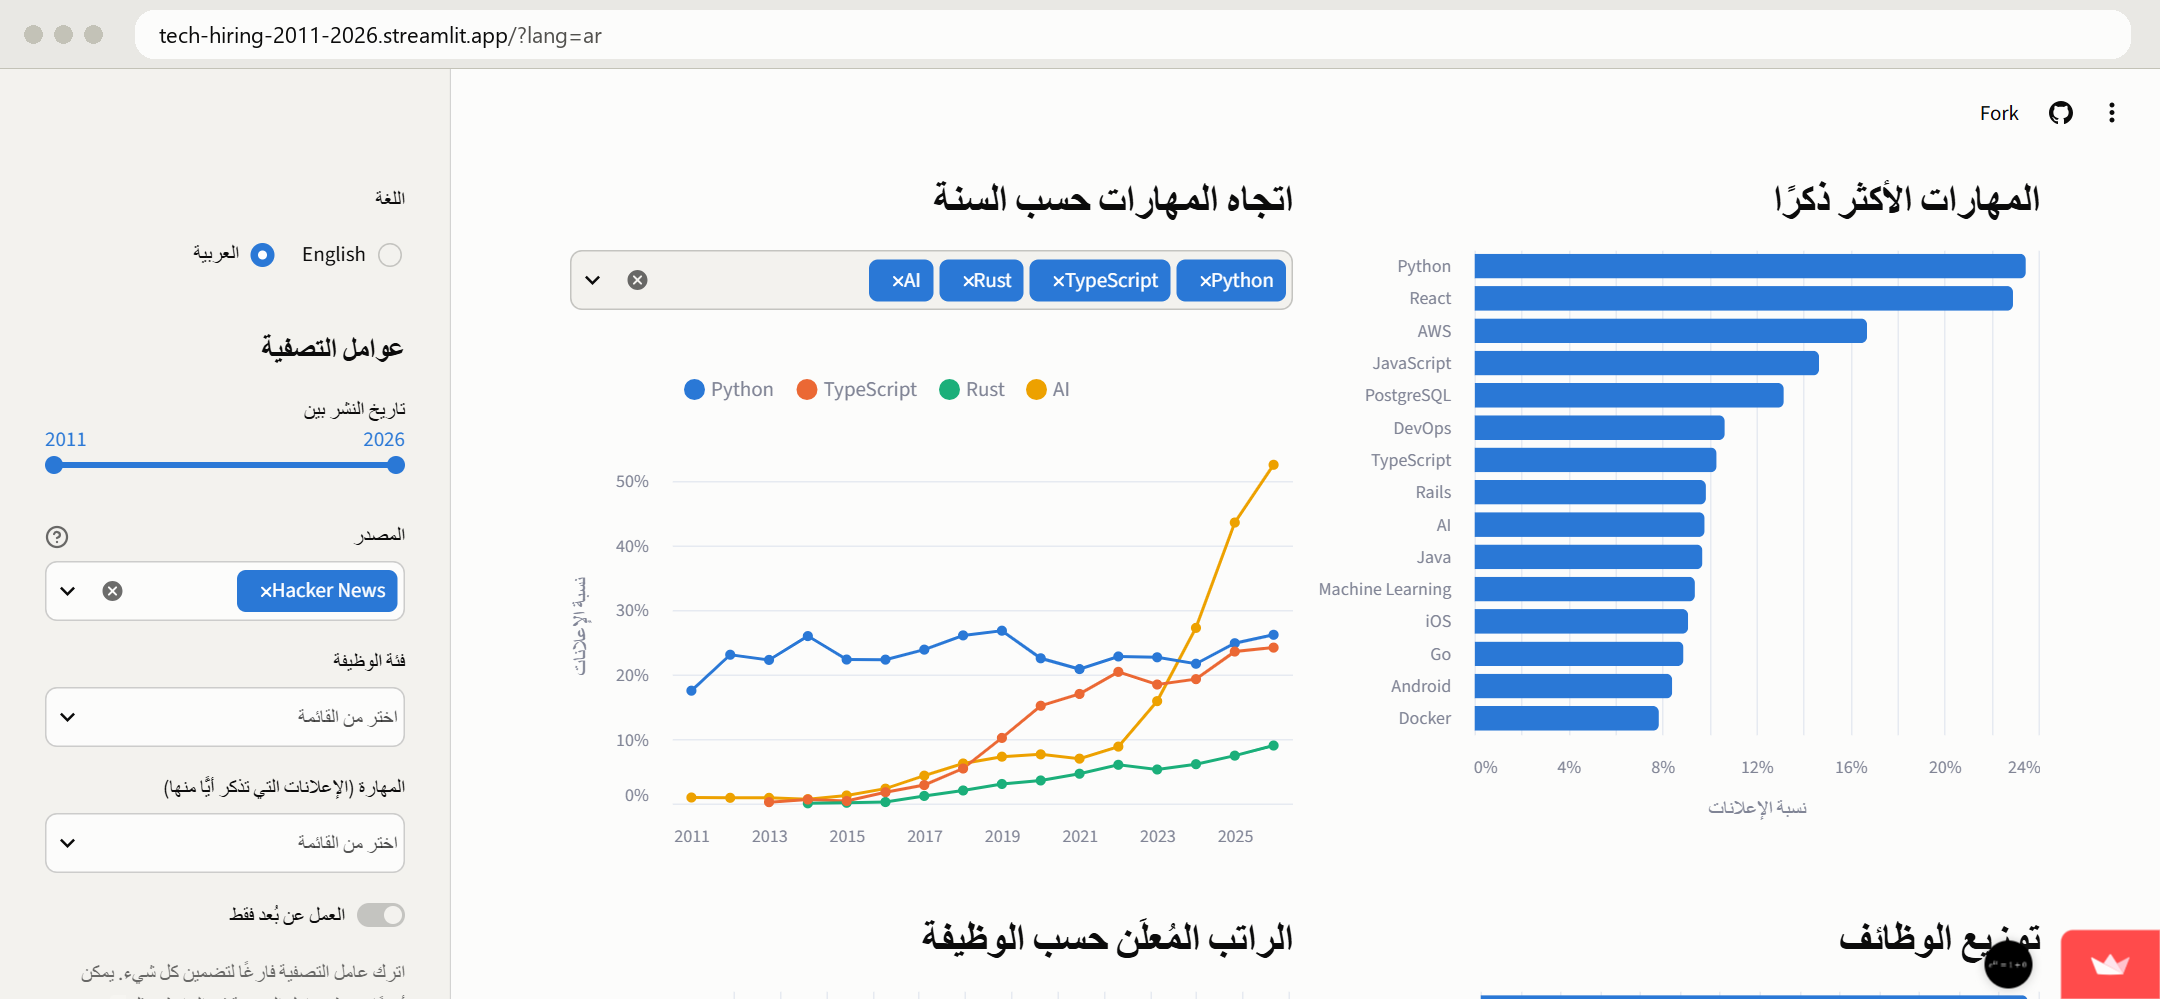 tech-hiring-2011-2026.streamlit.app/?lang=ar
Fork
اللغة
English
العربية
عوامل التصفية
تاريخ النشر بين
2011 2026
المصدر
×Hacker News
فئة الوظيفة
اختر من القائمة
المهارة (الإعلانات التي تذكر أيًّا منها)
اختر من القائمة
العمل عن بُعد فقط
اترك عامل التصفية فارغًا لتضمين كل شيء. يمكن
المهارات الأكثر ذكرًا
Python
React
AWS
JavaScript
PostgreSQL
DevOps
TypeScript
Rails
AI
Java
Machine Learning
iOS
Go
Android
Docker
0% 4% 8% 12% 16% 20% 24%
نسبة الإعلانات
اتجاه المهارات حسب السنة
×AI ×Rust ×TypeScript ×Python
Python TypeScript Rust AI
50%
40%
30%
20%
10%
0%
نسبة الإعلانات
2011 2013 2015 2017 2019 2021 2023 2025
توزيع الوظائف
الراتب المُعلَن حسب الوظيفة